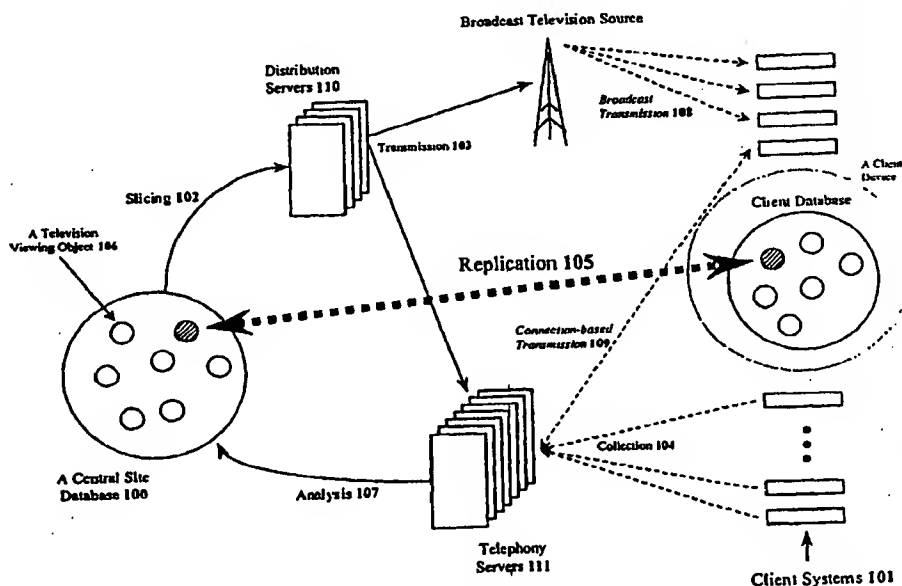 Broadcast Television Source
Distribution
Servers 110
Broadcast
Transmission 108
Transmission 103
A Client
Device
Slicing 102
Client Database
A Television
Viewing Object 106
Replication 105
Connection-based
Transmission 109
Collection 104
A Central Site
Database 100
Analysis 107
Telephony
Servers 111
Client Systems 101